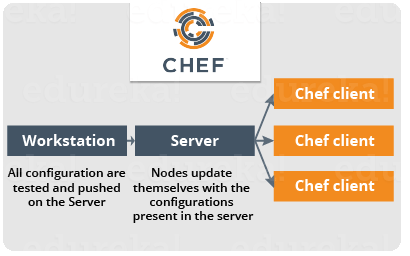 CHEF
Chef client
Workstation
Server
Chef client
Chef client
All configuration are
tested and pushed
on the Server
Nodes update
themselves with the
configurations
present in the server
edureka!